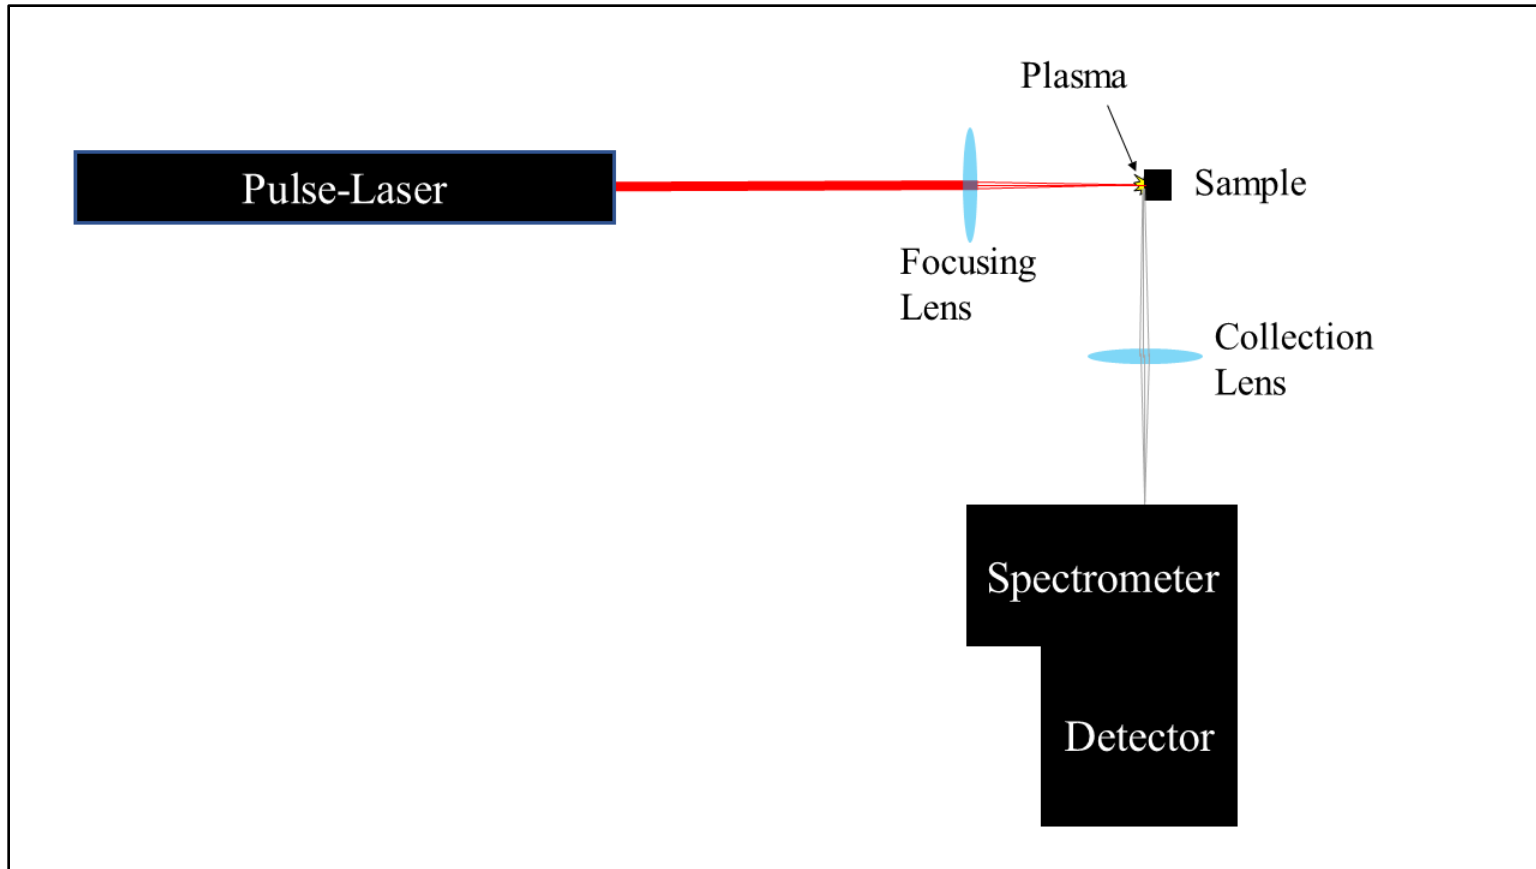 Plasma
Pulse-Laser
Sample
Focusing
Lens
Collection
Lens
Spectrometer
Detector